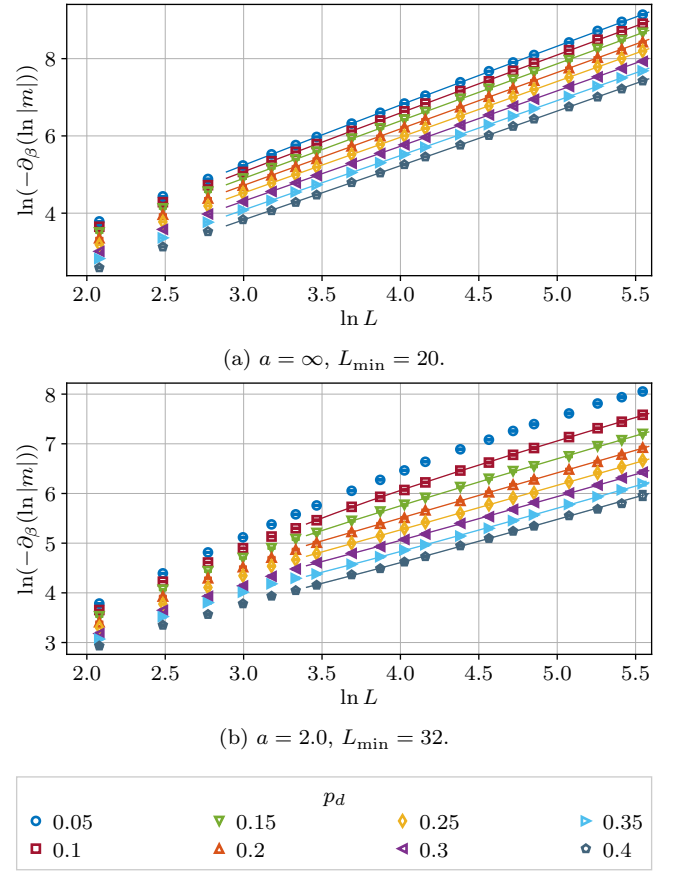 ln(−∂β(ln |m|))
8
6
4
2.0 2.5 3.0 3.5 4.0 4.5 5.0 5.5
ln L
(a) a = ∞, Lmin = 20.
ln(−∂β(ln |m|))
8
7
6
5
4
3
2.0 2.5 3.0 3.5 4.0 4.5 5.0 5.5
ln L
(b) a = 2.0, Lmin = 32.
pd
0.05 0.15 0.25 0.35
0.1 0.2 0.3 0.4